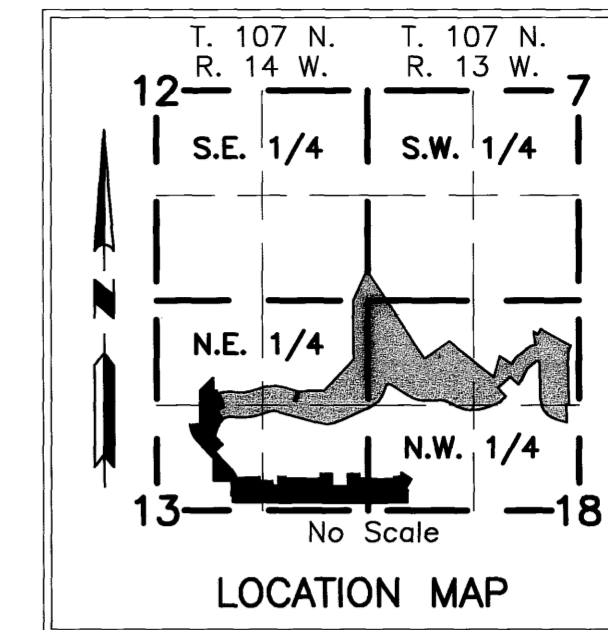 T. 107 N. T. 107 N.
R. 14 W. R. 13 W.
12 7
S.E. 1/4 S.W. 1/4
N
N.E. 1/4
N.W. 1/4
13 18
No Scale
LOCATION MAP